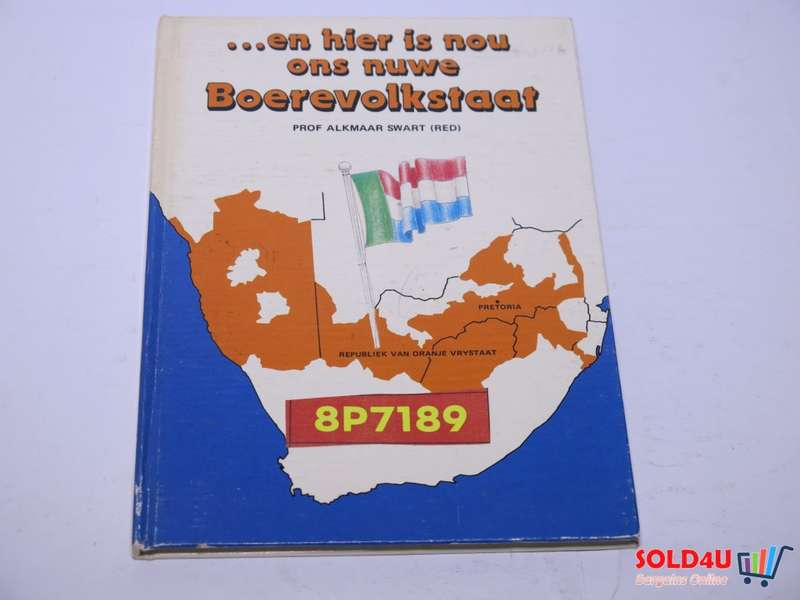 ...en hier is nou
ons nuwe
Boerevolkstaat
PROF ALKMAAR SWART (RED)
PRETORIA
REPUBLIEK VAN ORANJE VRYSTAAT
8P7189
SOLD4U
Bargains Online